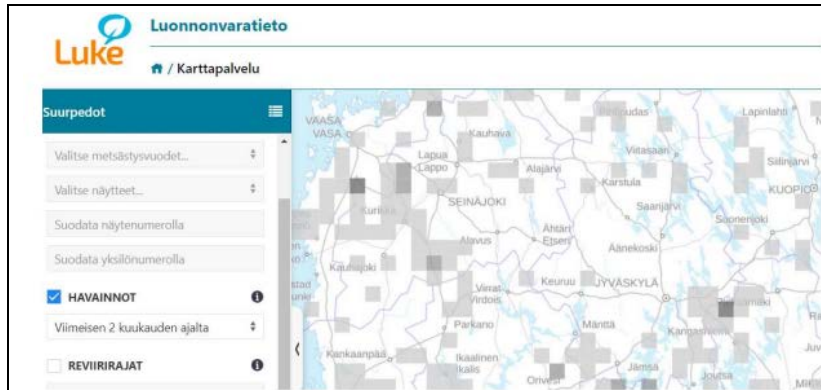 Luke
Luonnonvaratieto
/ Karttapalvelu
Suurpedot
Valitse metsästysvuodet...
Valitse näytteet...
Suodata näytenumerolla
Suodata yksilönumerolla
HAVAINNOT
Viimeisen 2 kuukauden ajalta
REVIIRIRAJAT
VAASA
VASA
Kauhava
Lapinlahti
Lapua
Lappo
Alajärvi
Viitasaari
Siilinjärvi
Karstula
KUOPIO
SEINÄJOKI
Kurikka
Saarijärvi
Suonenjoki
Alavus
Ähtäri
Etseri
Äänekoski
Kauhajoki
Virrat
Virdois
Keuruu
JYVÄSKYLÄ
Parkano
Mänttä
Kangasniemi
Kankaanpää
Ikaalinen
Ikalis
Orivesi
Jämsä
Joutsa